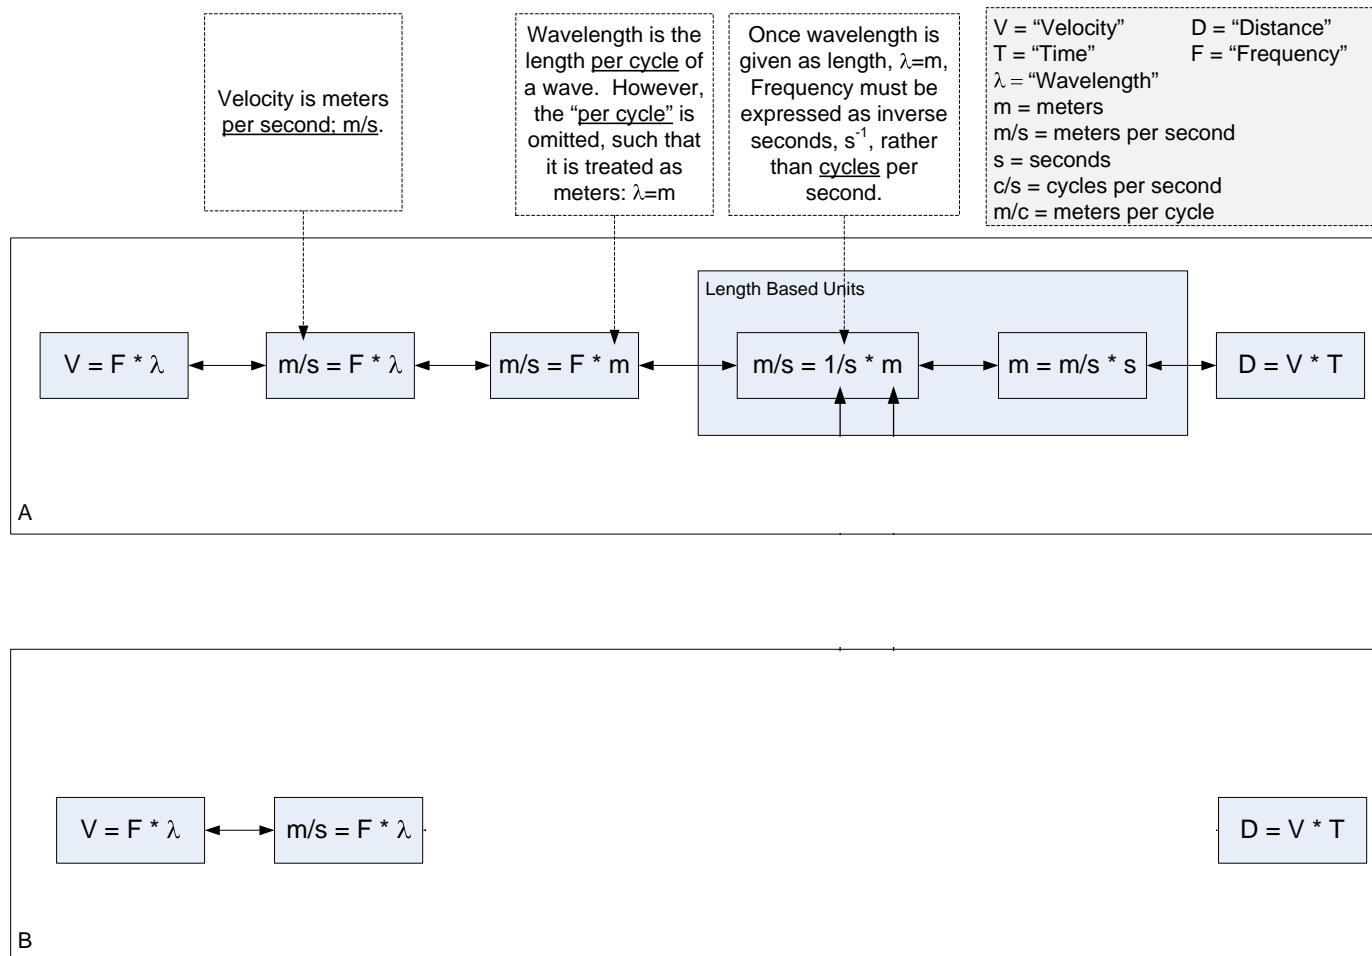 Velocity is meters
per second; m/s.
Wavelength is the
length per cycle of
a wave. However,
the “per cycle” is
omitted, such that
it is treated as
meters: λ=m
Once wavelength is
given as length, λ=m,
Frequency must be
expressed as inverse
seconds, s⁻¹, rather
than cycles per
second.
V = “Velocity” D = “Distance”
T = “Time” F = “Frequency”
λ = “Wavelength”
m = meters
m/s = meters per second
s = seconds
c/s = cycles per second
m/c = meters per cycle
Length Based Units
V = F * λ
m/s = F * λ
m/s = F * m
m/s = 1/s * m
m = m/s * s
D = V * T
A
V = F * λ
m/s = F * λ
D = V * T
B